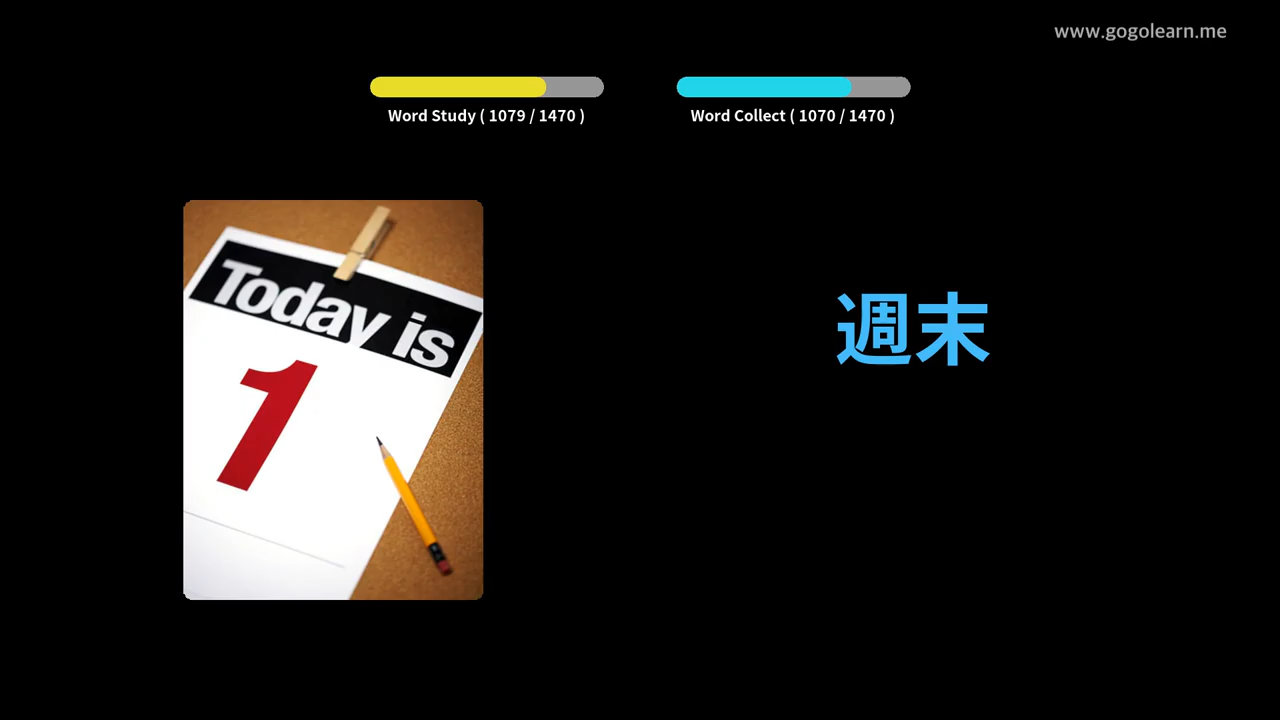 www.gogolearn.me
Word Study ( 1079 / 1470 )
Word Collect ( 1070 / 1470 )
Today is
1
週末